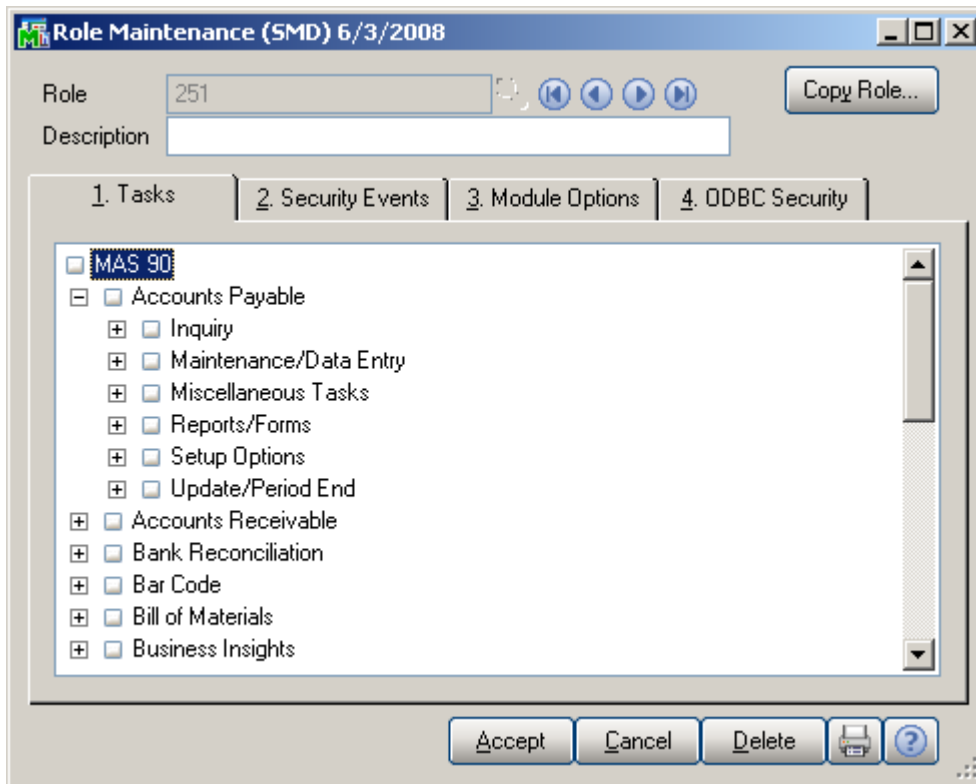 Role Maintenance (SMD) 6/3/2008
Role 251 Copy Role...
Description
1. Tasks 2. Security Events 3. Module Options 4. ODBC Security
MAS 90
Accounts Payable
Inquiry
Maintenance/Data Entry
Miscellaneous Tasks
Reports/Forms
Setup Options
Update/Period End
Accounts Receivable
Bank Reconciliation
Bar Code
Bill of Materials
Business Insights
Accept Cancel Delete ?